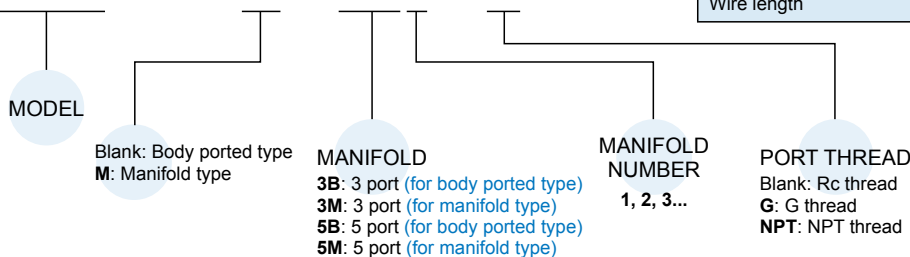 Wire length
MODEL
Blank: Body ported type
M: Manifold type
MANIFOLD
3B: 3 port (for body ported type)
3M: 3 port (for manifold type)
5B: 5 port (for body ported type)
5M: 5 port (for manifold type)
MANIFOLD
NUMBER
1, 2, 3...
PORT THREAD
Blank: Rc thread
G: G thread
NPT: NPT thread